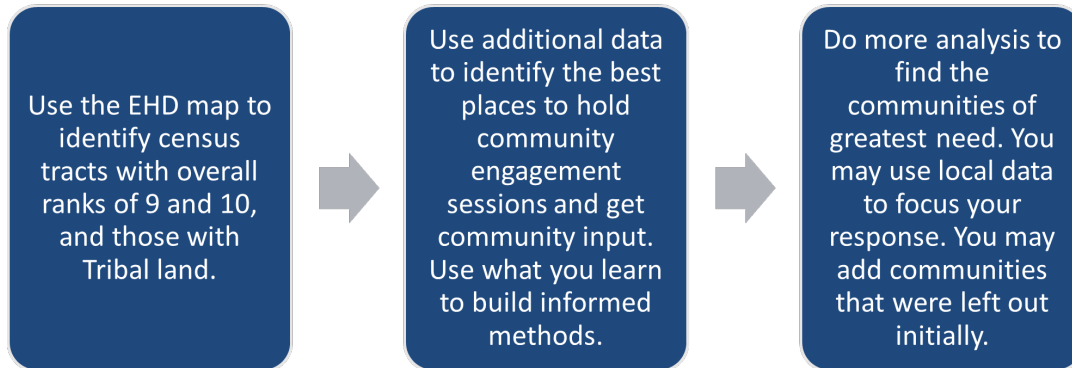 Use the EHD map to
identify census
tracts with overall
ranks of 9 and 10,
and those with
Tribal land.
Use additional data
to identify the best
places to hold
community
engagement
sessions and get
community input.
Use what you learn
to build informed
methods.
Do more analysis to
find the
communities of
greatest need. You
may use local data
to focus your
response. You may
add communities
that were left out
initially.